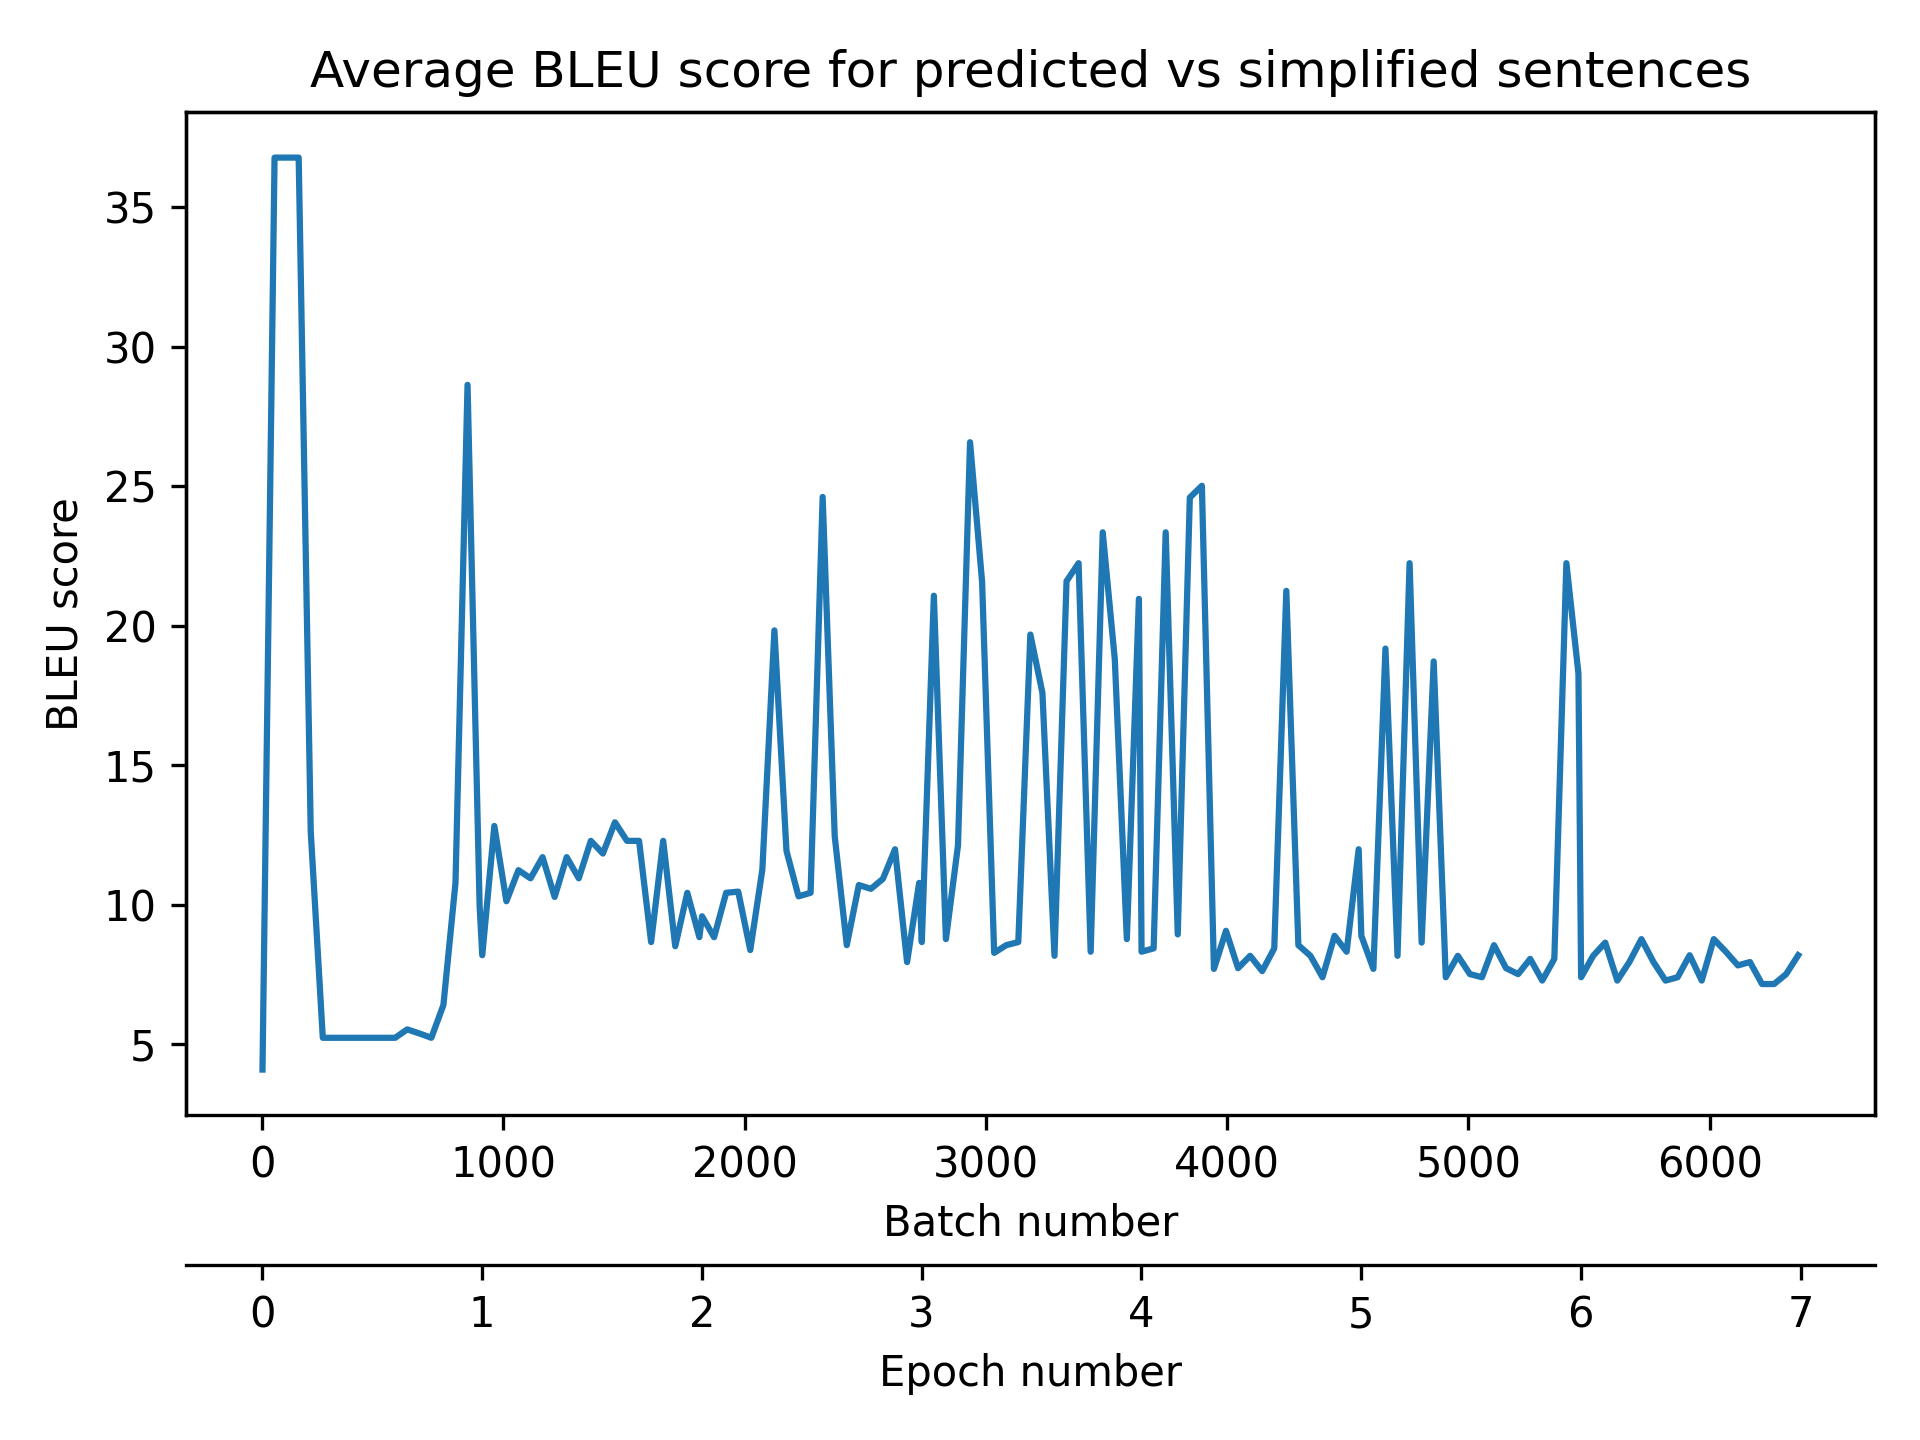 Average BLEU score for predicted vs simplified sentences
BLEU score
35
30
25
20
15
10
5
0 1000 2000 3000 4000 5000 6000
Batch number
0 1 2 3 4 5 6 7
Epoch number